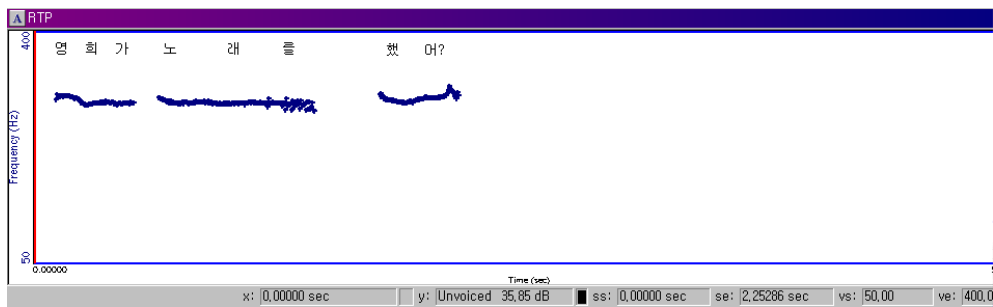 A RTP
400
영 희 가 노 래 를 했 어?
Frequency (Hz)
50
0.00000
Time (sec)
x: 0,00000 sec y: Unvoiced 35,85 dB ss: 0,00000 sec se: 2,25286 sec vs: 50,00 ve: 400,0